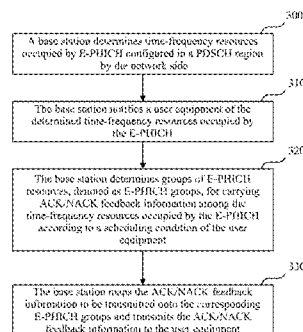 300
A base station determines time-frequency resources
occupied by E-PHICH configured in a PDSCH region
by the network side
310
The base station notifies a user equipment of the
determined time-frequency resources occupied by
the E-PHICH
320
The base station determines groups of E-PHICH
resources, denoted as E-PHICH groups, for carrying
ACK/NACK feedback information among the
time-frequency resources occupied by the E-PHICH
according to a scheduling condition of the user
equipment
330
The base station maps the ACK/NACK feedback
information to be transmitted onto the corresponding
E-PHICH groups and transmits the ACK/NACK
feedback information to the user equipment